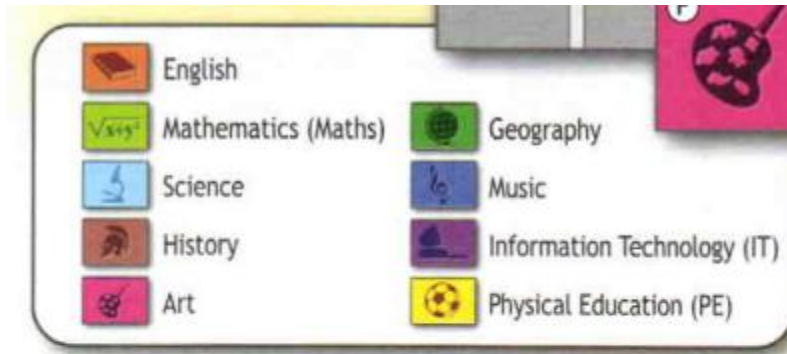 F
English
Mathematics (Maths)
Science
History
Art
Geography
Music
Information Technology (IT)
Physical Education (PE)